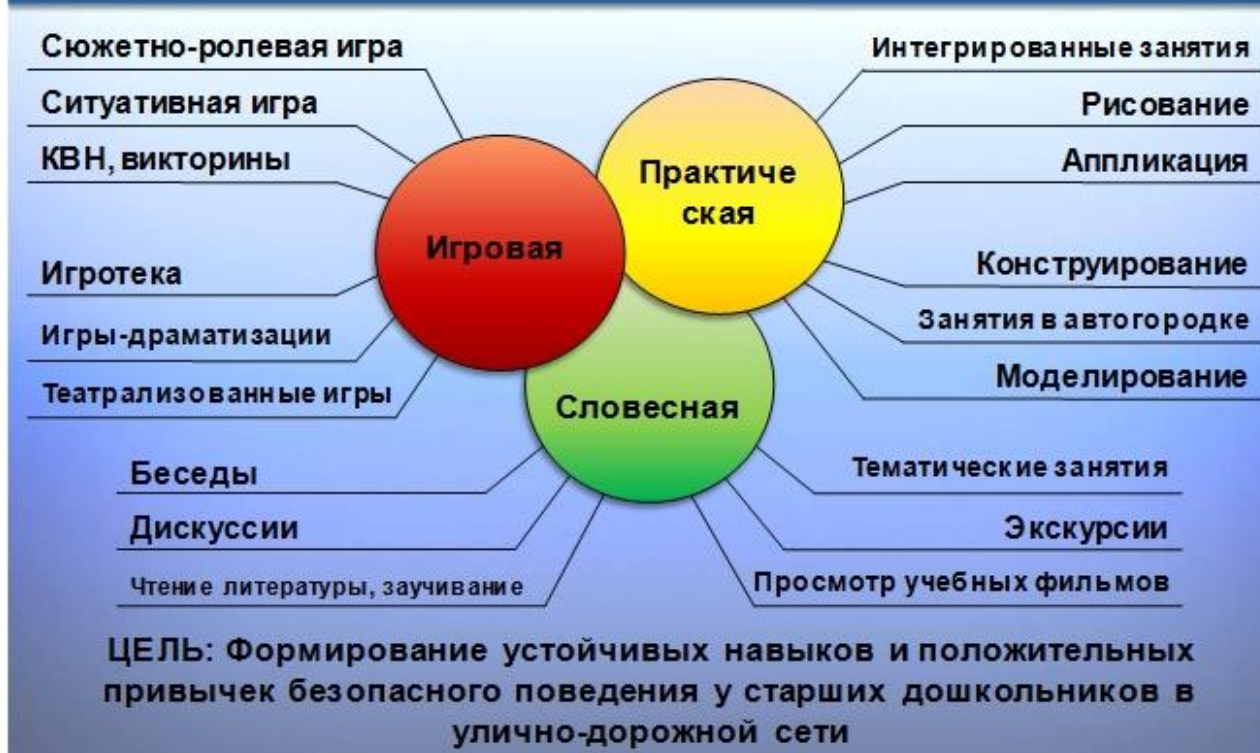 Сюжетно-ролевая игра
Ситуативная игра
КВН, викторины
Игротека
Игры-драматизации
Театрализованные игры
Игровая
Практиче
ская
Словесная
Интегрированные занятия
Рисование
Аппликация
Конструирование
Занятия в автогородке
Моделирование
Беседы
Дискуссии
Чтение литературы, заучивание
Тематические занятия
Экскурсии
Просмотр учебных фильмов
ЦЕЛЬ: Формирование устойчивых навыков и положительных
привычек безопасного поведения у старших дошкольников в
улично-дорожной сети